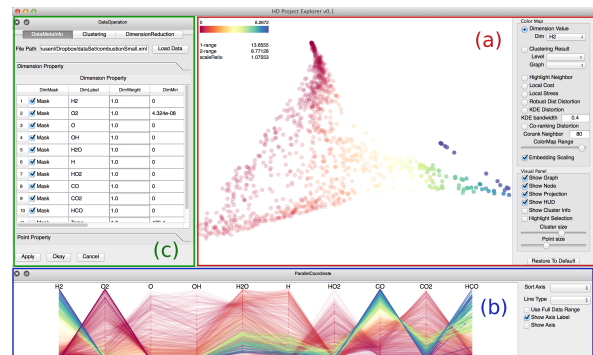 HD Project Explorer v0.1
DataOperation
DataMetaInfo Clustering DimensionReduction
File Path \nusenl/Dropbox/dataSet/combustionSmall.xml Load Data
Dimension Property
Dimension Property
DimMask DimLabel DimWeight DimMin
1 Mask H2 1.0 0
2 Mask O2 1.0 4.324e-08
3 Mask O 1.0 0
4 Mask OH 1.0 0
5 Mask H2O 1.0 0
6 Mask H 1.0 0
7 Mask HO2 1.0 0
8 Mask CO 1.0 0
9 Mask CO2 1.0 0
10 Mask HCO 1.0 0
Point Property
(c)
Apply Okay Cancel
0 6.2672
1-range 13.6555
2-range 6.77126
scaleRatio 1.07553
(a)
Color Map
Dimension Value
Dim H2
Clustering Result
Level
Graph
Highlight Neighbor
Local Cost
Local Stress
Robust Dist Distortion
KDE Distortion
KDE bandwidth 0.4
Co-ranking Distortion
Corank Neighbor 80
ColorMap Range
Embedding Scaling
Visual Panel
Show Graph
Show Node
Show Projection
Show HUD
Show Cluster Info
Highlight Selection
Cluster size
Point size
Restore To Default
ParallelCoordinate
H2 O2 O OH H2O H HO2 CO CO2 HCO
(b)
Sort Axis
Line Type
Use Full Data Range
Show Axis Label
Show Axis